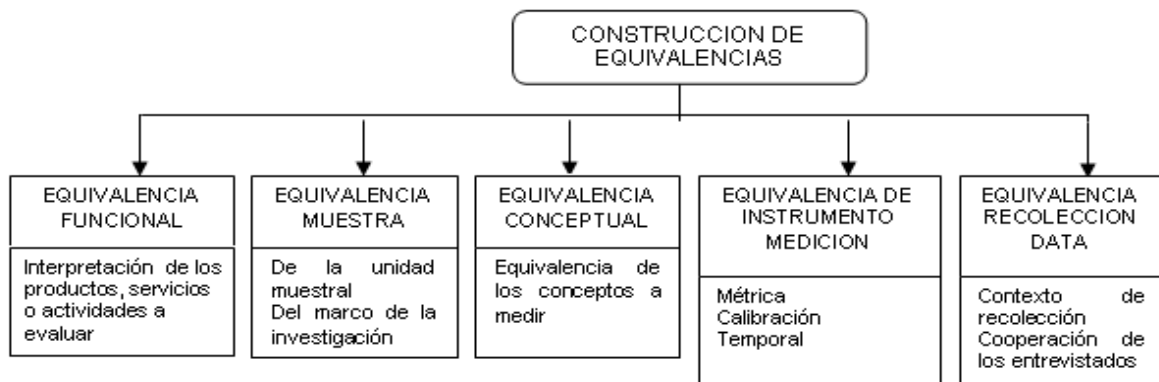 CONSTRUCCION DE
EQUIVALENCIAS
EQUIVALENCIA
FUNCIONAL
Interpretación de los
productos, servicios
o actividades a
evaluar
EQUIVALENCIA
MUESTRA
De la unidad
muestral
Del marco de la
investigación
EQUIVALENCIA
CONCEPTUAL
Equivalencia de
los conceptos a
medir
EQUIVALENCIA DE
INSTRUMENTO
MEDICION
Métrica
Calibración
Temporal
EQUIVALENCIA
RECOLECCION
DATA
Contexto de
recolección
Cooperación de
los entrevistados